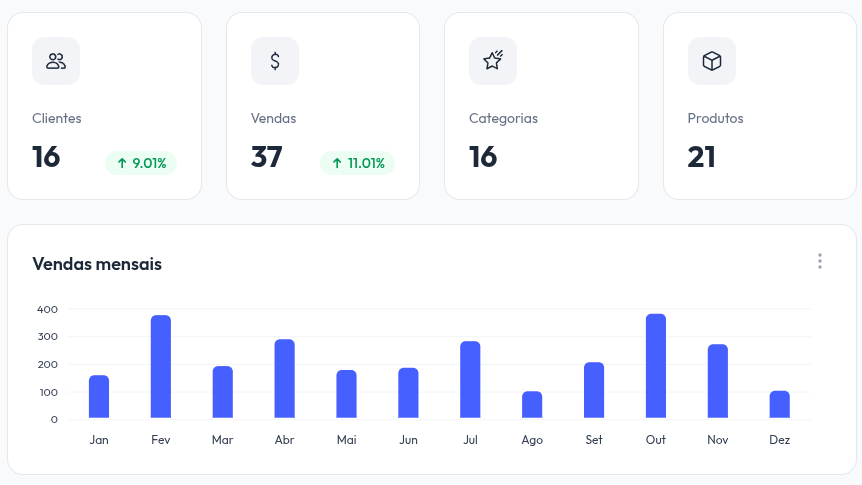 Clientes
16
↑ 9.01%
Vendas
37
↑ 11.01%
Categorias
16
Produtos
21
Vendas mensais
400
300
200
100
0
Jan Fev Mar Abr Mai Jun Jul Ago Set Out Nov Dez